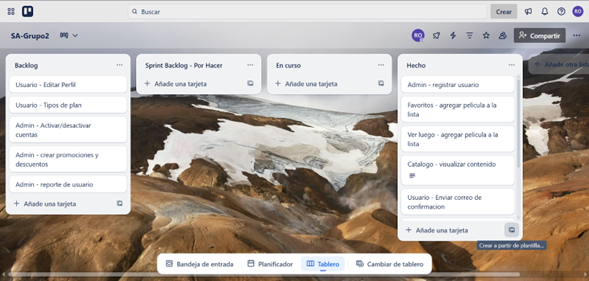 Buscar
Crear
RO
SA-Grupo2
RO
Compartir
Backlog
Usuario - Editar Perfil
Usuario - Tipos de plan
Admin - Activar/desactivar
cuentas
Admin - crear promociones y
descuentos
Admin - reporte de usuario
Añade una tarjeta
Sprint Backlog - Por Hacer
Añade una tarjeta
En curso
Añade una tarjeta
Hecho
Admin - registrar usuario
Favoritos - agregar pelicula a la
lista
Ver luego - agregar pelicula a la
lista
Catalogo - visualizar contenido
Usuario - Enviar correo de
confirmacion
Añade una tarjeta
Crear a partir de plantilla...
Añade otra lista
Bandeja de entrada
Planificador
Tablero
Cambiar de tablero